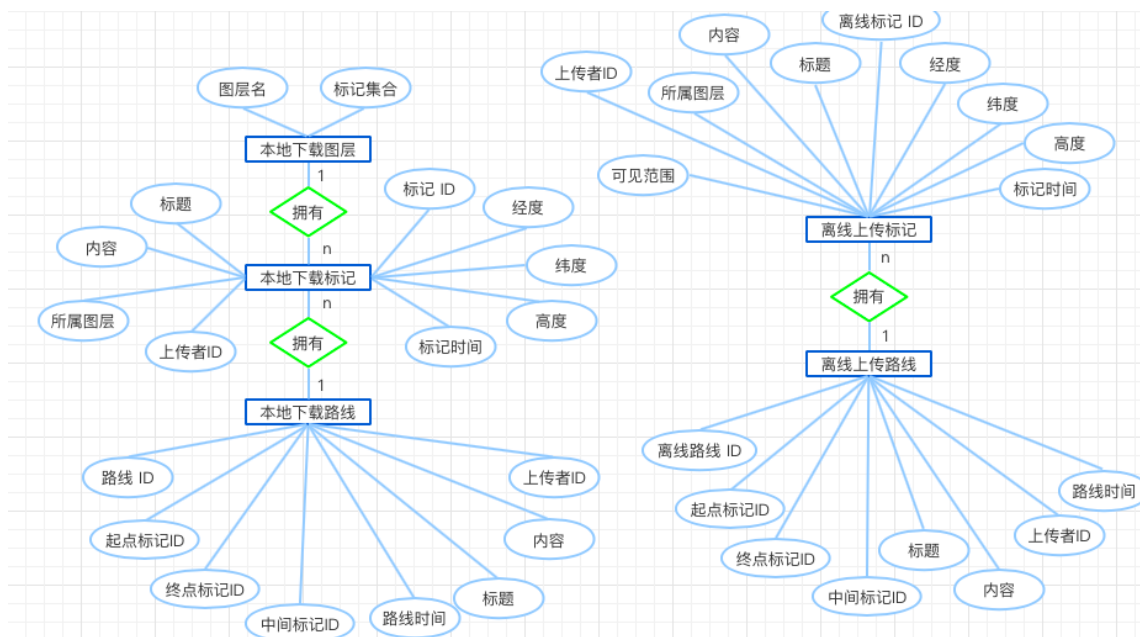 图层名
标记集合
本地下载图层
1
拥有
n
标题
标记 ID
经度
内容
纬度
本地下载标记
所属图层
上传者ID
标记时间
高度
n
拥有
1
本地下载路线
路线 ID
上传者ID
起点标记ID
内容
终点标记ID
标题
中间标记ID
路线时间
离线标记 ID
内容
标题
经度
上传者ID
所属图层
纬度
高度
可见范围
标记时间
离线上传标记
n
拥有
1
离线上传路线
离线路线 ID
路线时间
起点标记ID
上传者ID
终点标记ID
标题
中间标记ID
内容